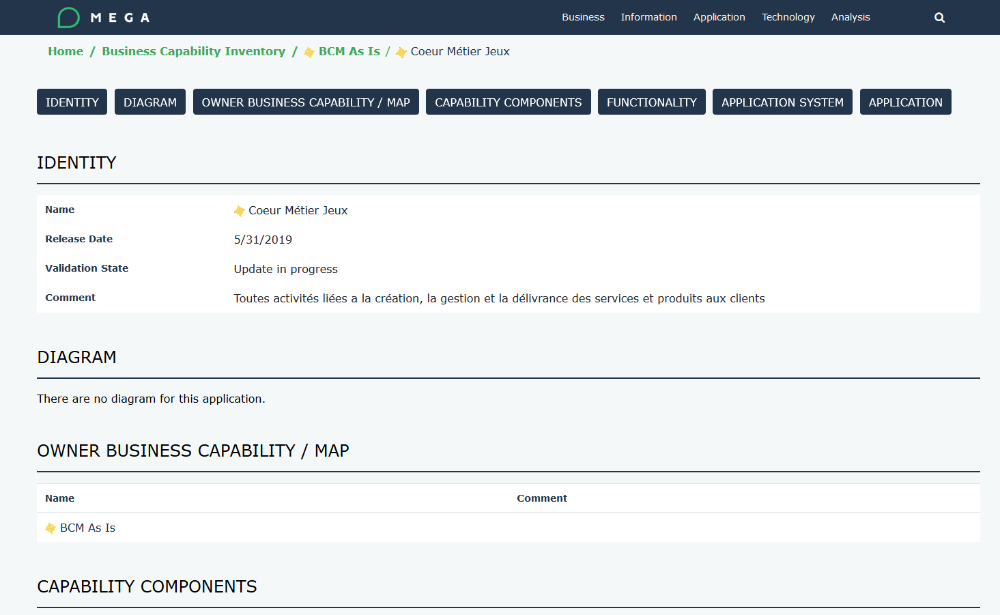 MEGA Business Information Application Technology Analysis
Home / Business Capability Inventory / BCM As Is / Coeur Métier Jeux
IDENTITY DIAGRAM OWNER BUSINESS CAPABILITY / MAP CAPABILITY COMPONENTS FUNCTIONALITY APPLICATION SYSTEM APPLICATION
IDENTITY
Name Coeur Métier Jeux
Release Date 5/31/2019
Validation State Update in progress
Comment Toutes activités liées a la création, la gestion et la délivrance des services et produits aux clients
DIAGRAM
There are no diagram for this application.
OWNER BUSINESS CAPABILITY / MAP
Name Comment
BCM As Is
CAPABILITY COMPONENTS